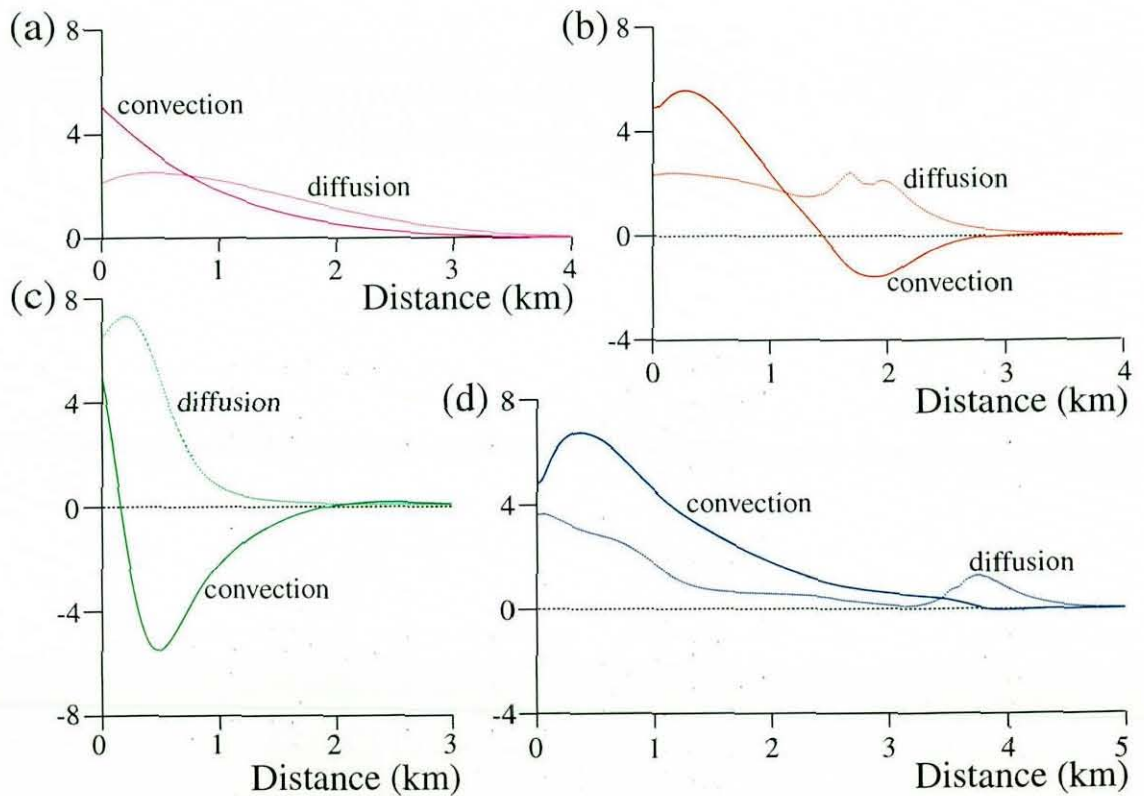 (a)
8
4
0
convection
diffusion
0 1 2 3 4
Distance (km)
(b)
8
4
0
-4
diffusion
convection
0 1 2 3 4
Distance (km)
(c)
8
4
0
-4
-8
diffusion
convection
0 1 2 3
Distance (km)
(d)
8
4
0
-4
convection
diffusion
0 1 2 3 4 5
Distance (km)